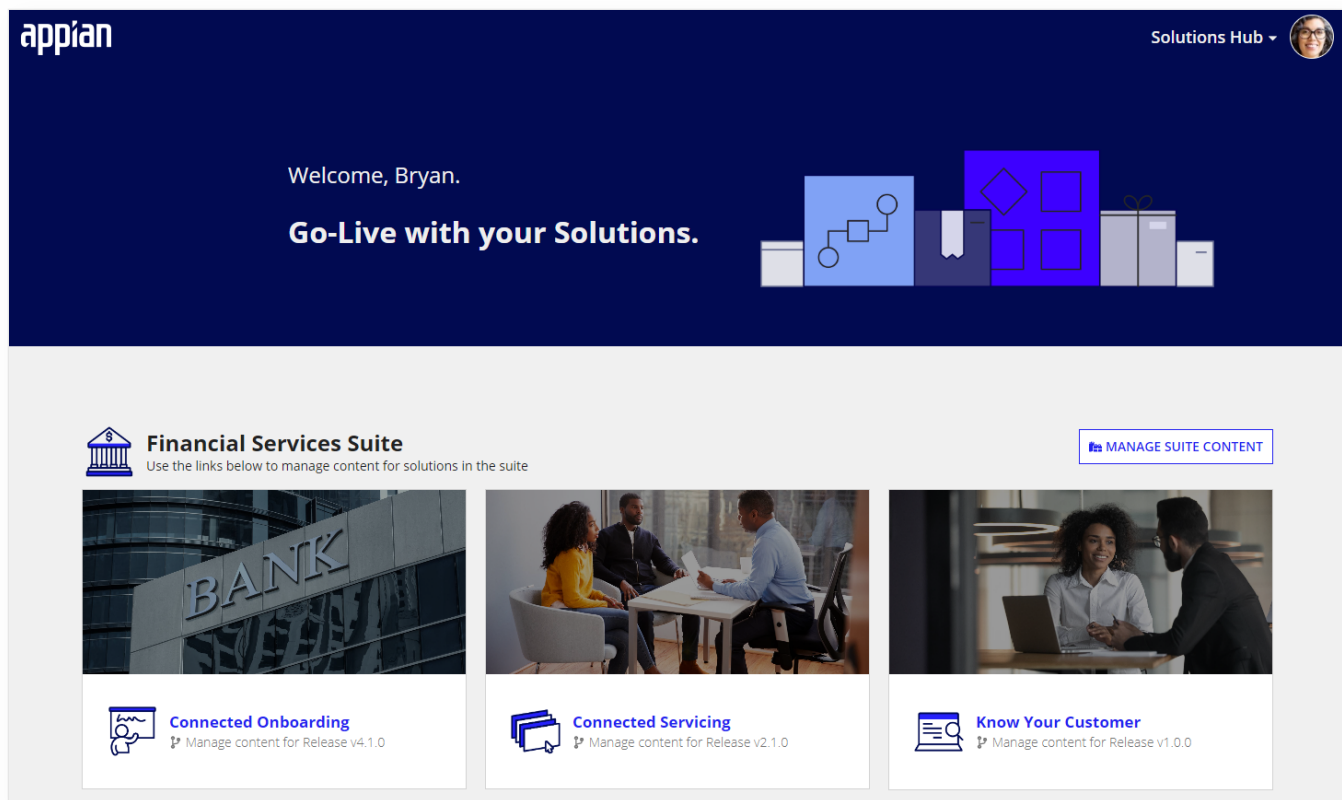 appian
Solutions Hub
Welcome, Bryan.
Go-Live with your Solutions.
Financial Services Suite
Use the links below to manage content for solutions in the suite
MANAGE SUITE CONTENT
BANK
Connected Onboarding
Manage content for Release v4.1.0
Connected Servicing
Manage content for Release v2.1.0
Know Your Customer
Manage content for Release v1.0.0